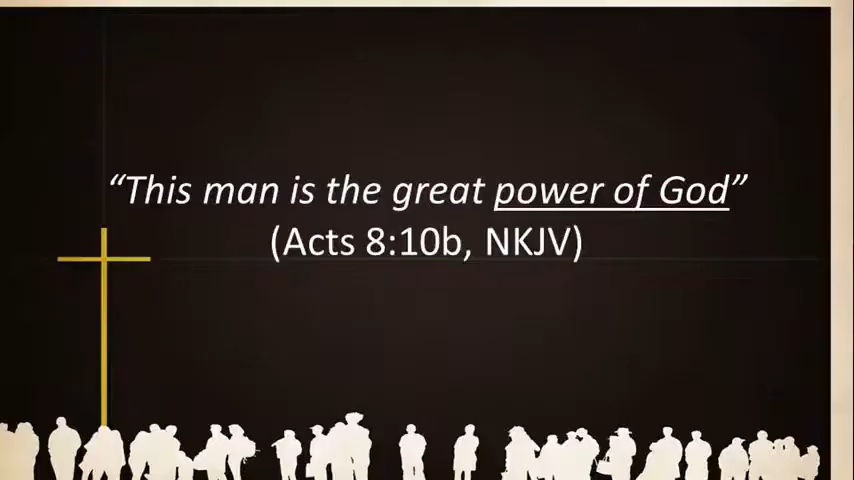 “This man is the great power of God”
(Acts 8:10b, NKJV)